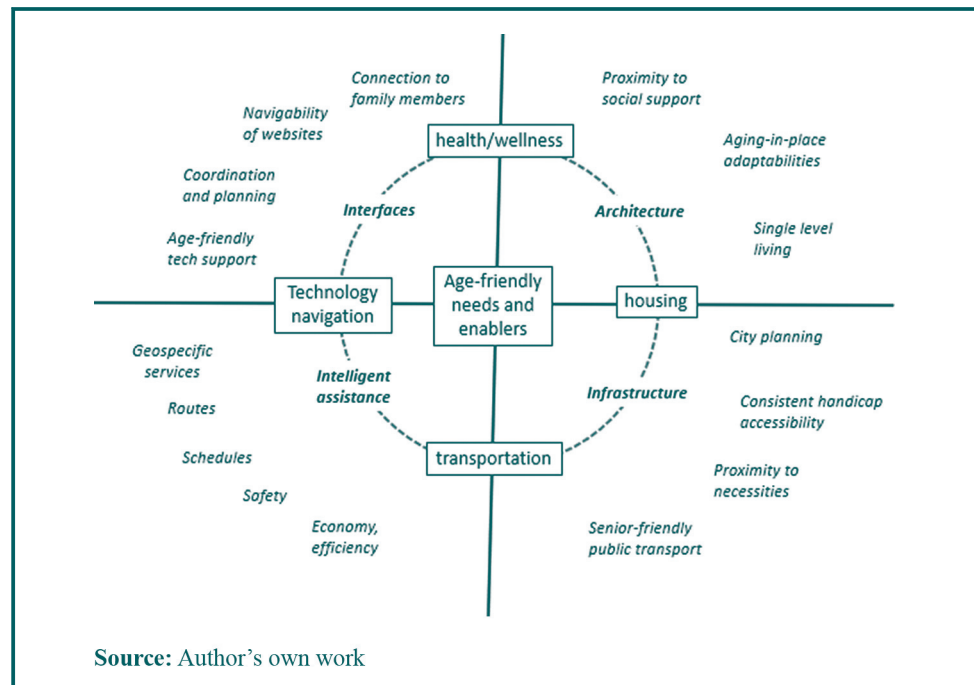 Connection to
family members
Proximity to
social support
Navigability
of websites
health/wellness
Aging-in-place
adaptabilities
Coordination
and planning
Interfaces
Architecture
Age-friendly
tech support
Single level
living
Technology
navigation
Age-friendly
needs and
enablers
housing
City planning
Geospecific
services
Intelligent
assistance
Infrastructure
Routes
Consistent handicap
accessibility
Schedules
transportation
Proximity to
necessities
Safety
Economy,
efficiency
Senior-friendly
public transport
Source: Author's own work